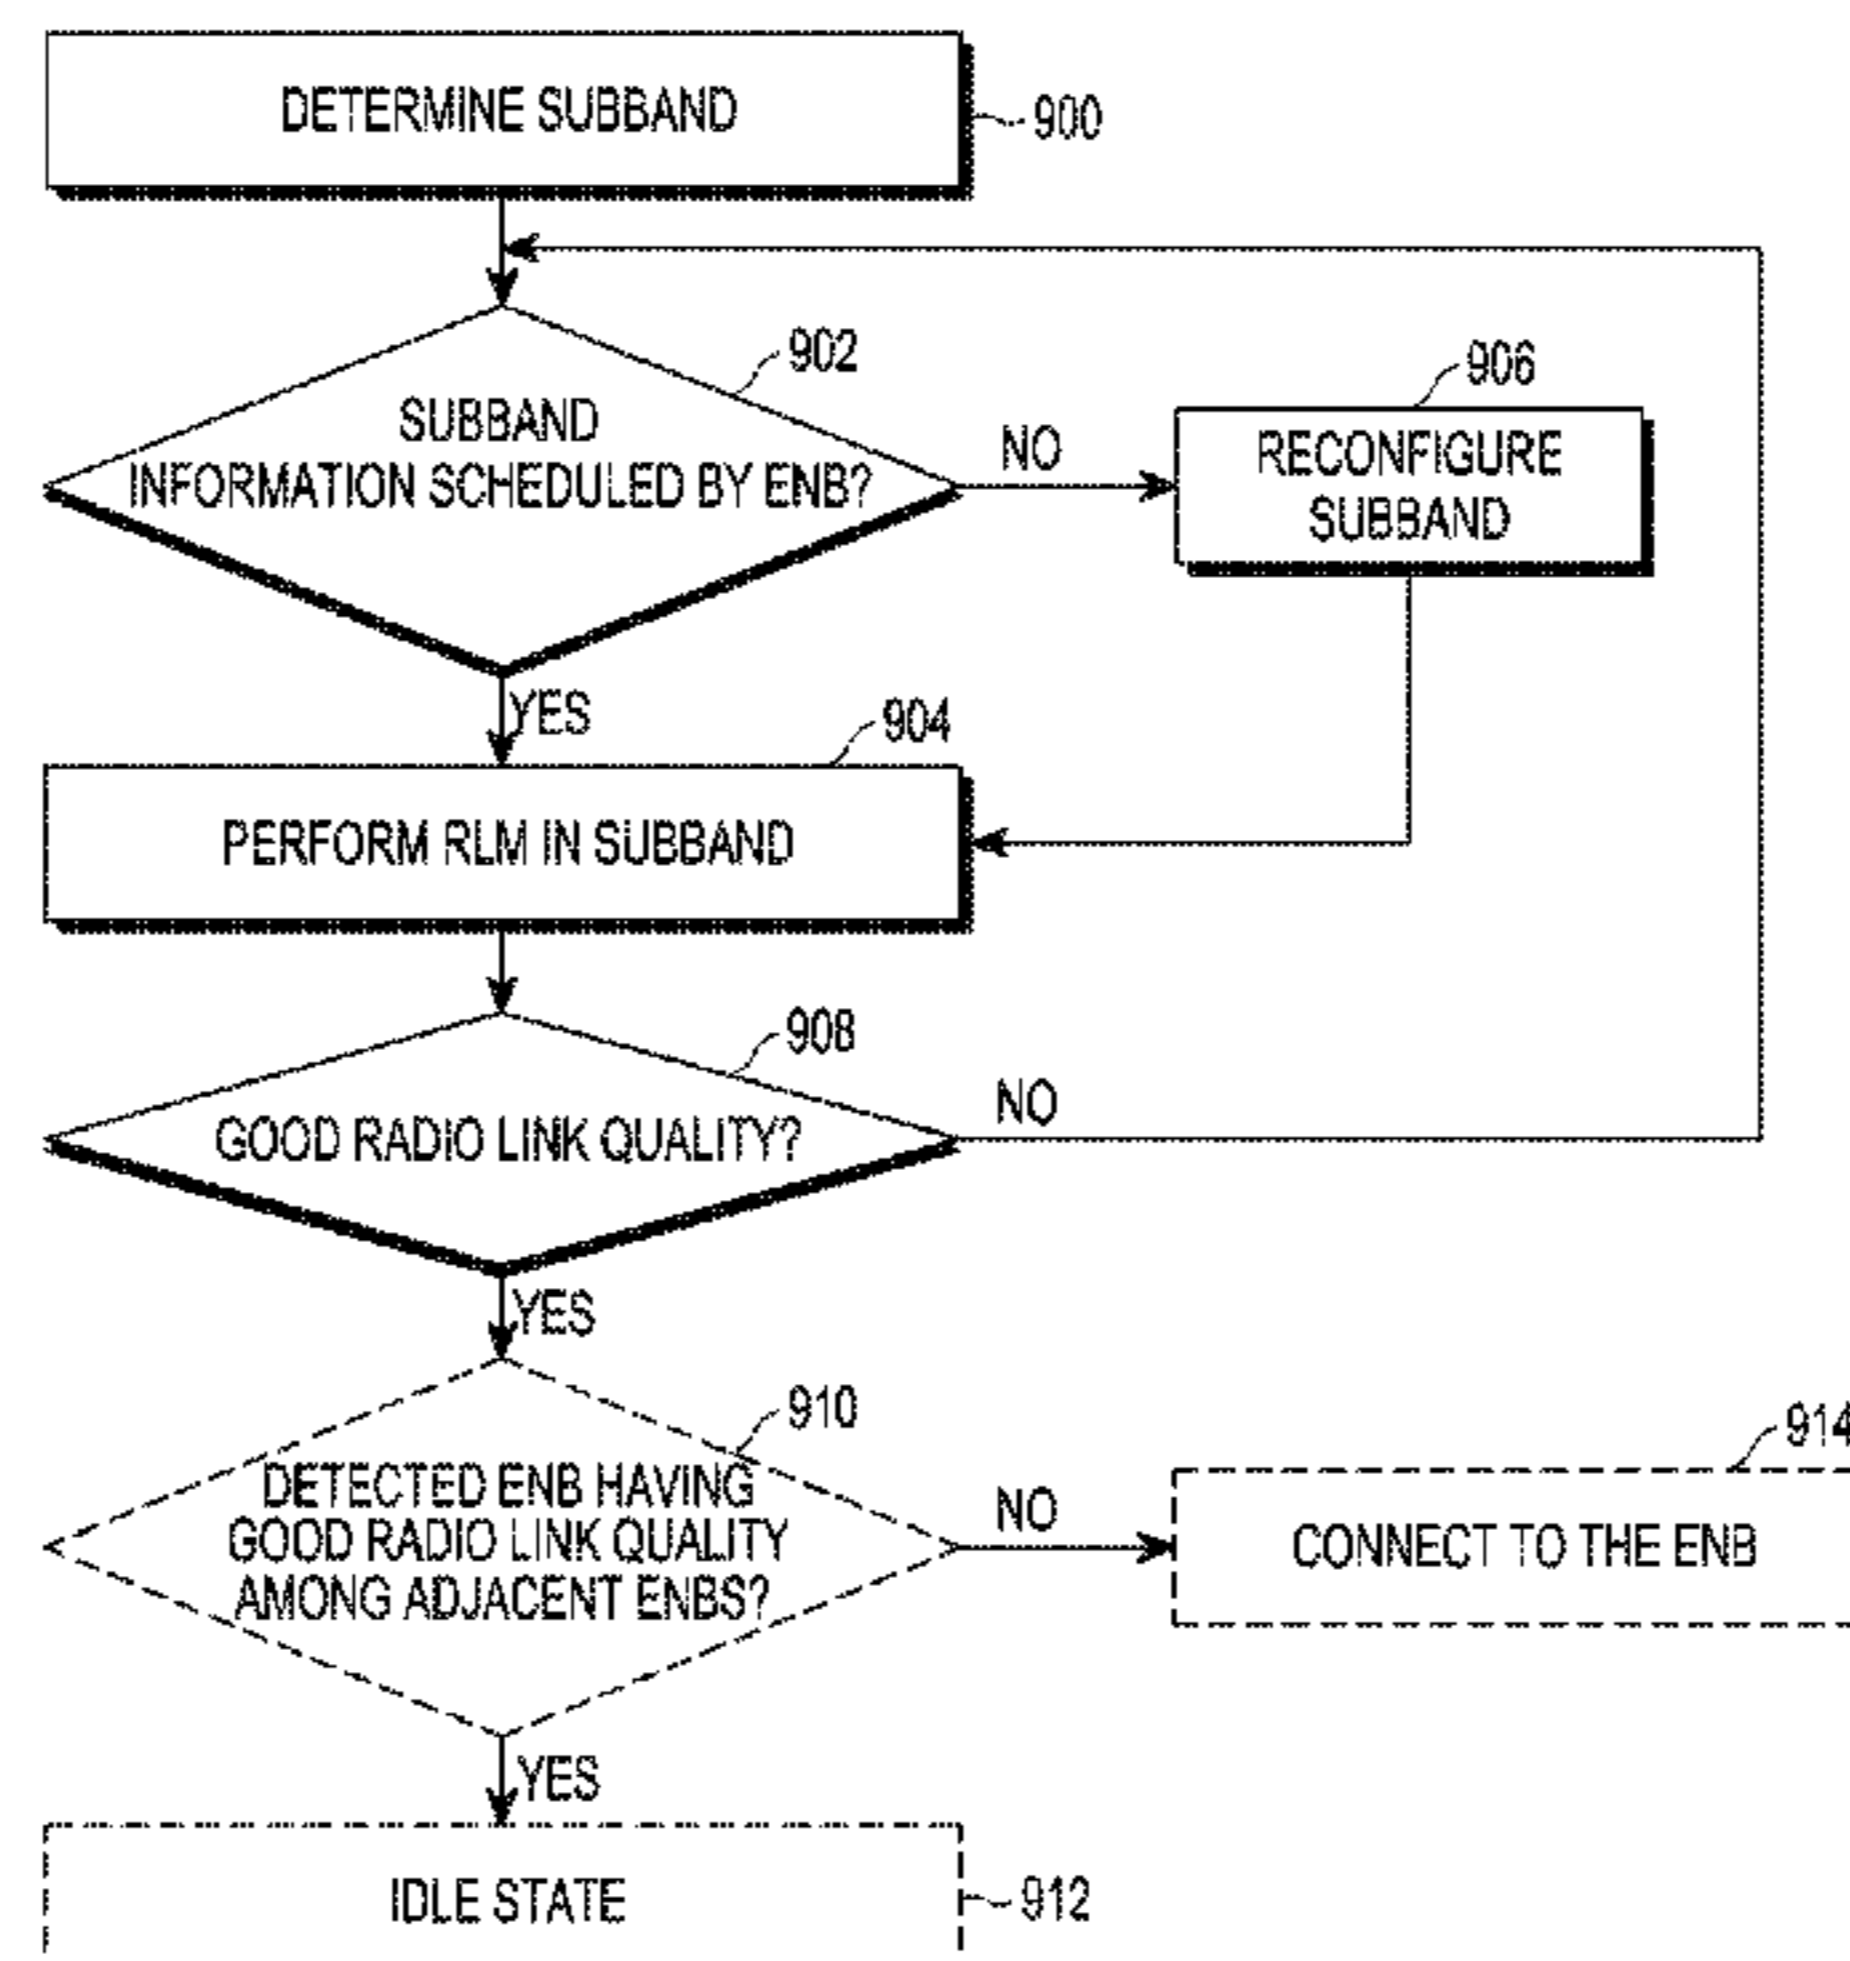 DETERMINE SUBBAND
900
902
SUBBAND
INFORMATION SCHEDULED BY ENB?
NO
906
RECONFIGURE
SUBBAND
YES
904
PERFORM RLM IN SUBBAND
908
GOOD RADIO LINK QUALITY?
NO
YES
910
DETECTED ENB HAVING
GOOD RADIO LINK QUALITY
AMONG ADJACENT ENBS?
NO
914
CONNECT TO THE ENB
YES
IDLE STATE
912